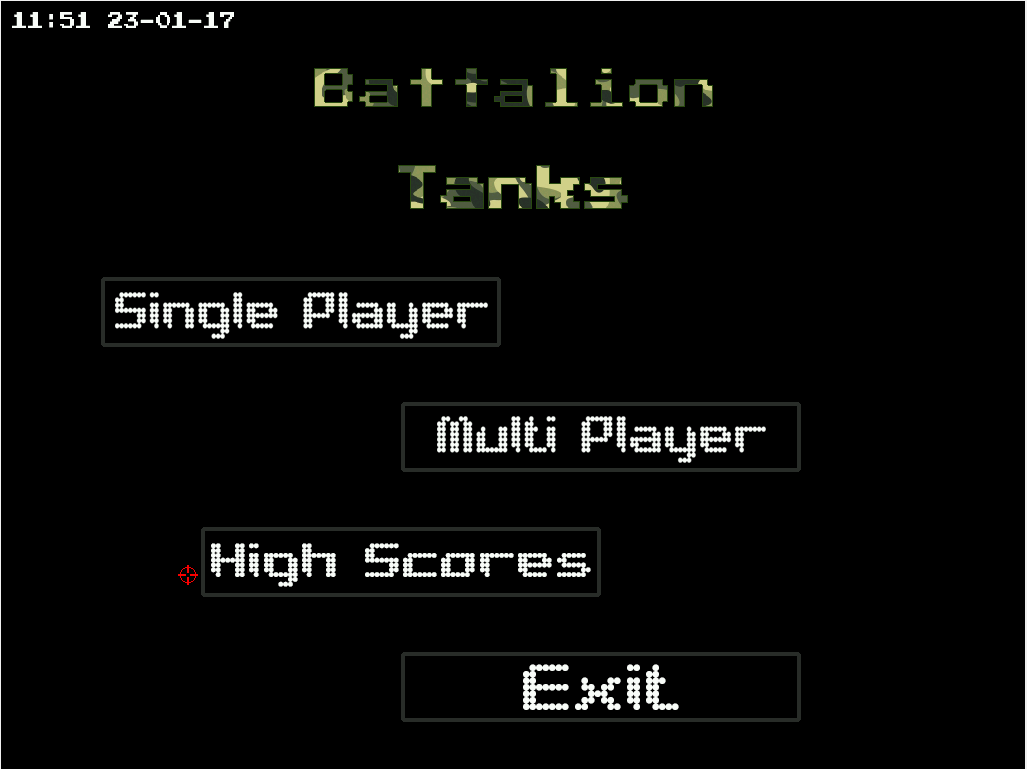 11:51 23-01-17
Battalion
Tanks
Single Player
Multi Player
High Scores
Exit